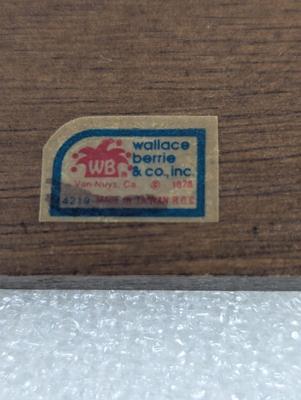 WB
wallace
berrie
& co., inc.
Van Nuys, Ca. © 1978
4219 MADE IN TAIWAN R.O.C